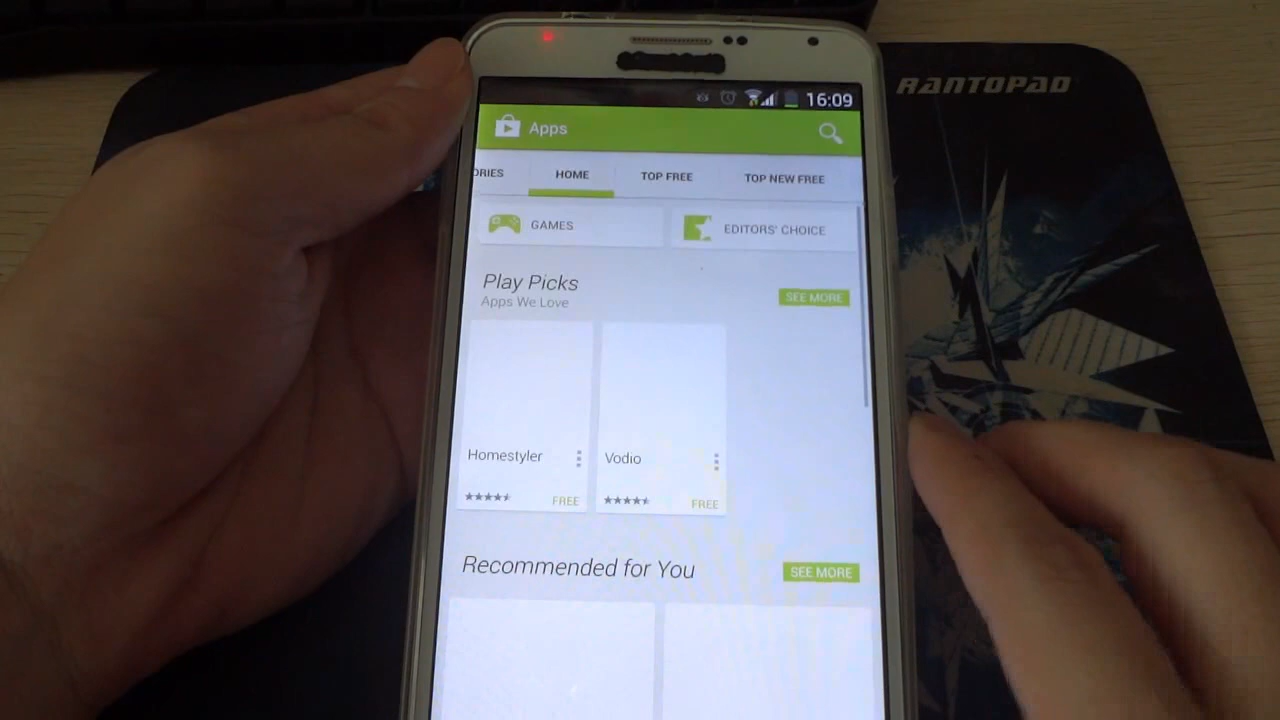 RANTOPAD
16:09
Apps
ORIES HOME TOP FREE TOP NEW FREE
GAMES EDITORS' CHOICE
Play Picks
Apps We Love
SEE MORE
Homestyler Vodio
FREE FREE
Recommended for You
SEE MORE